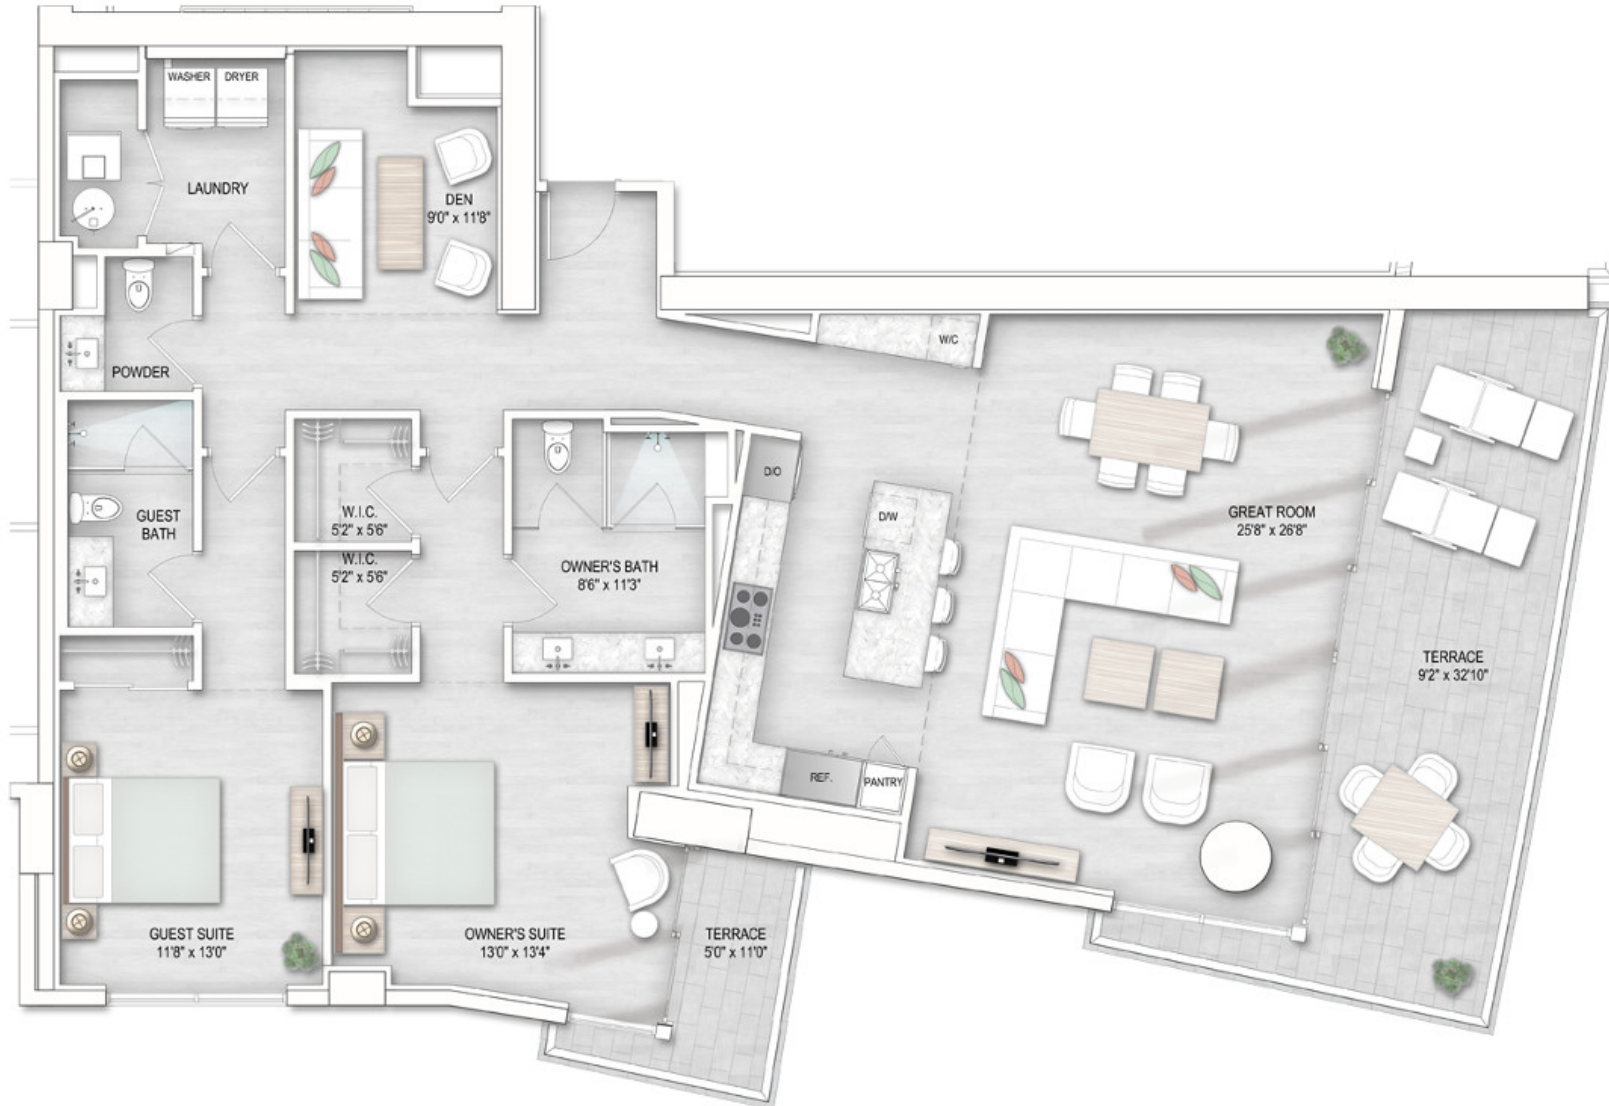 WASHER
DRYER
LAUNDRY
DEN
9'0" x 11'8"
POWDER
W/C
D/O
D/W
GREAT ROOM
25'8" x 26'8"
GUEST
BATH
W.I.C.
5'2" x 5'6"
W.I.C.
5'2" x 5'6"
OWNER'S BATH
8'6" x 11'3"
TERRACE
9'2" x 32'10"
REF.
PANTRY
GUEST SUITE
11'8" x 13'0"
OWNER'S SUITE
13'0" x 13'4"
TERRACE
5'0" x 11'0"